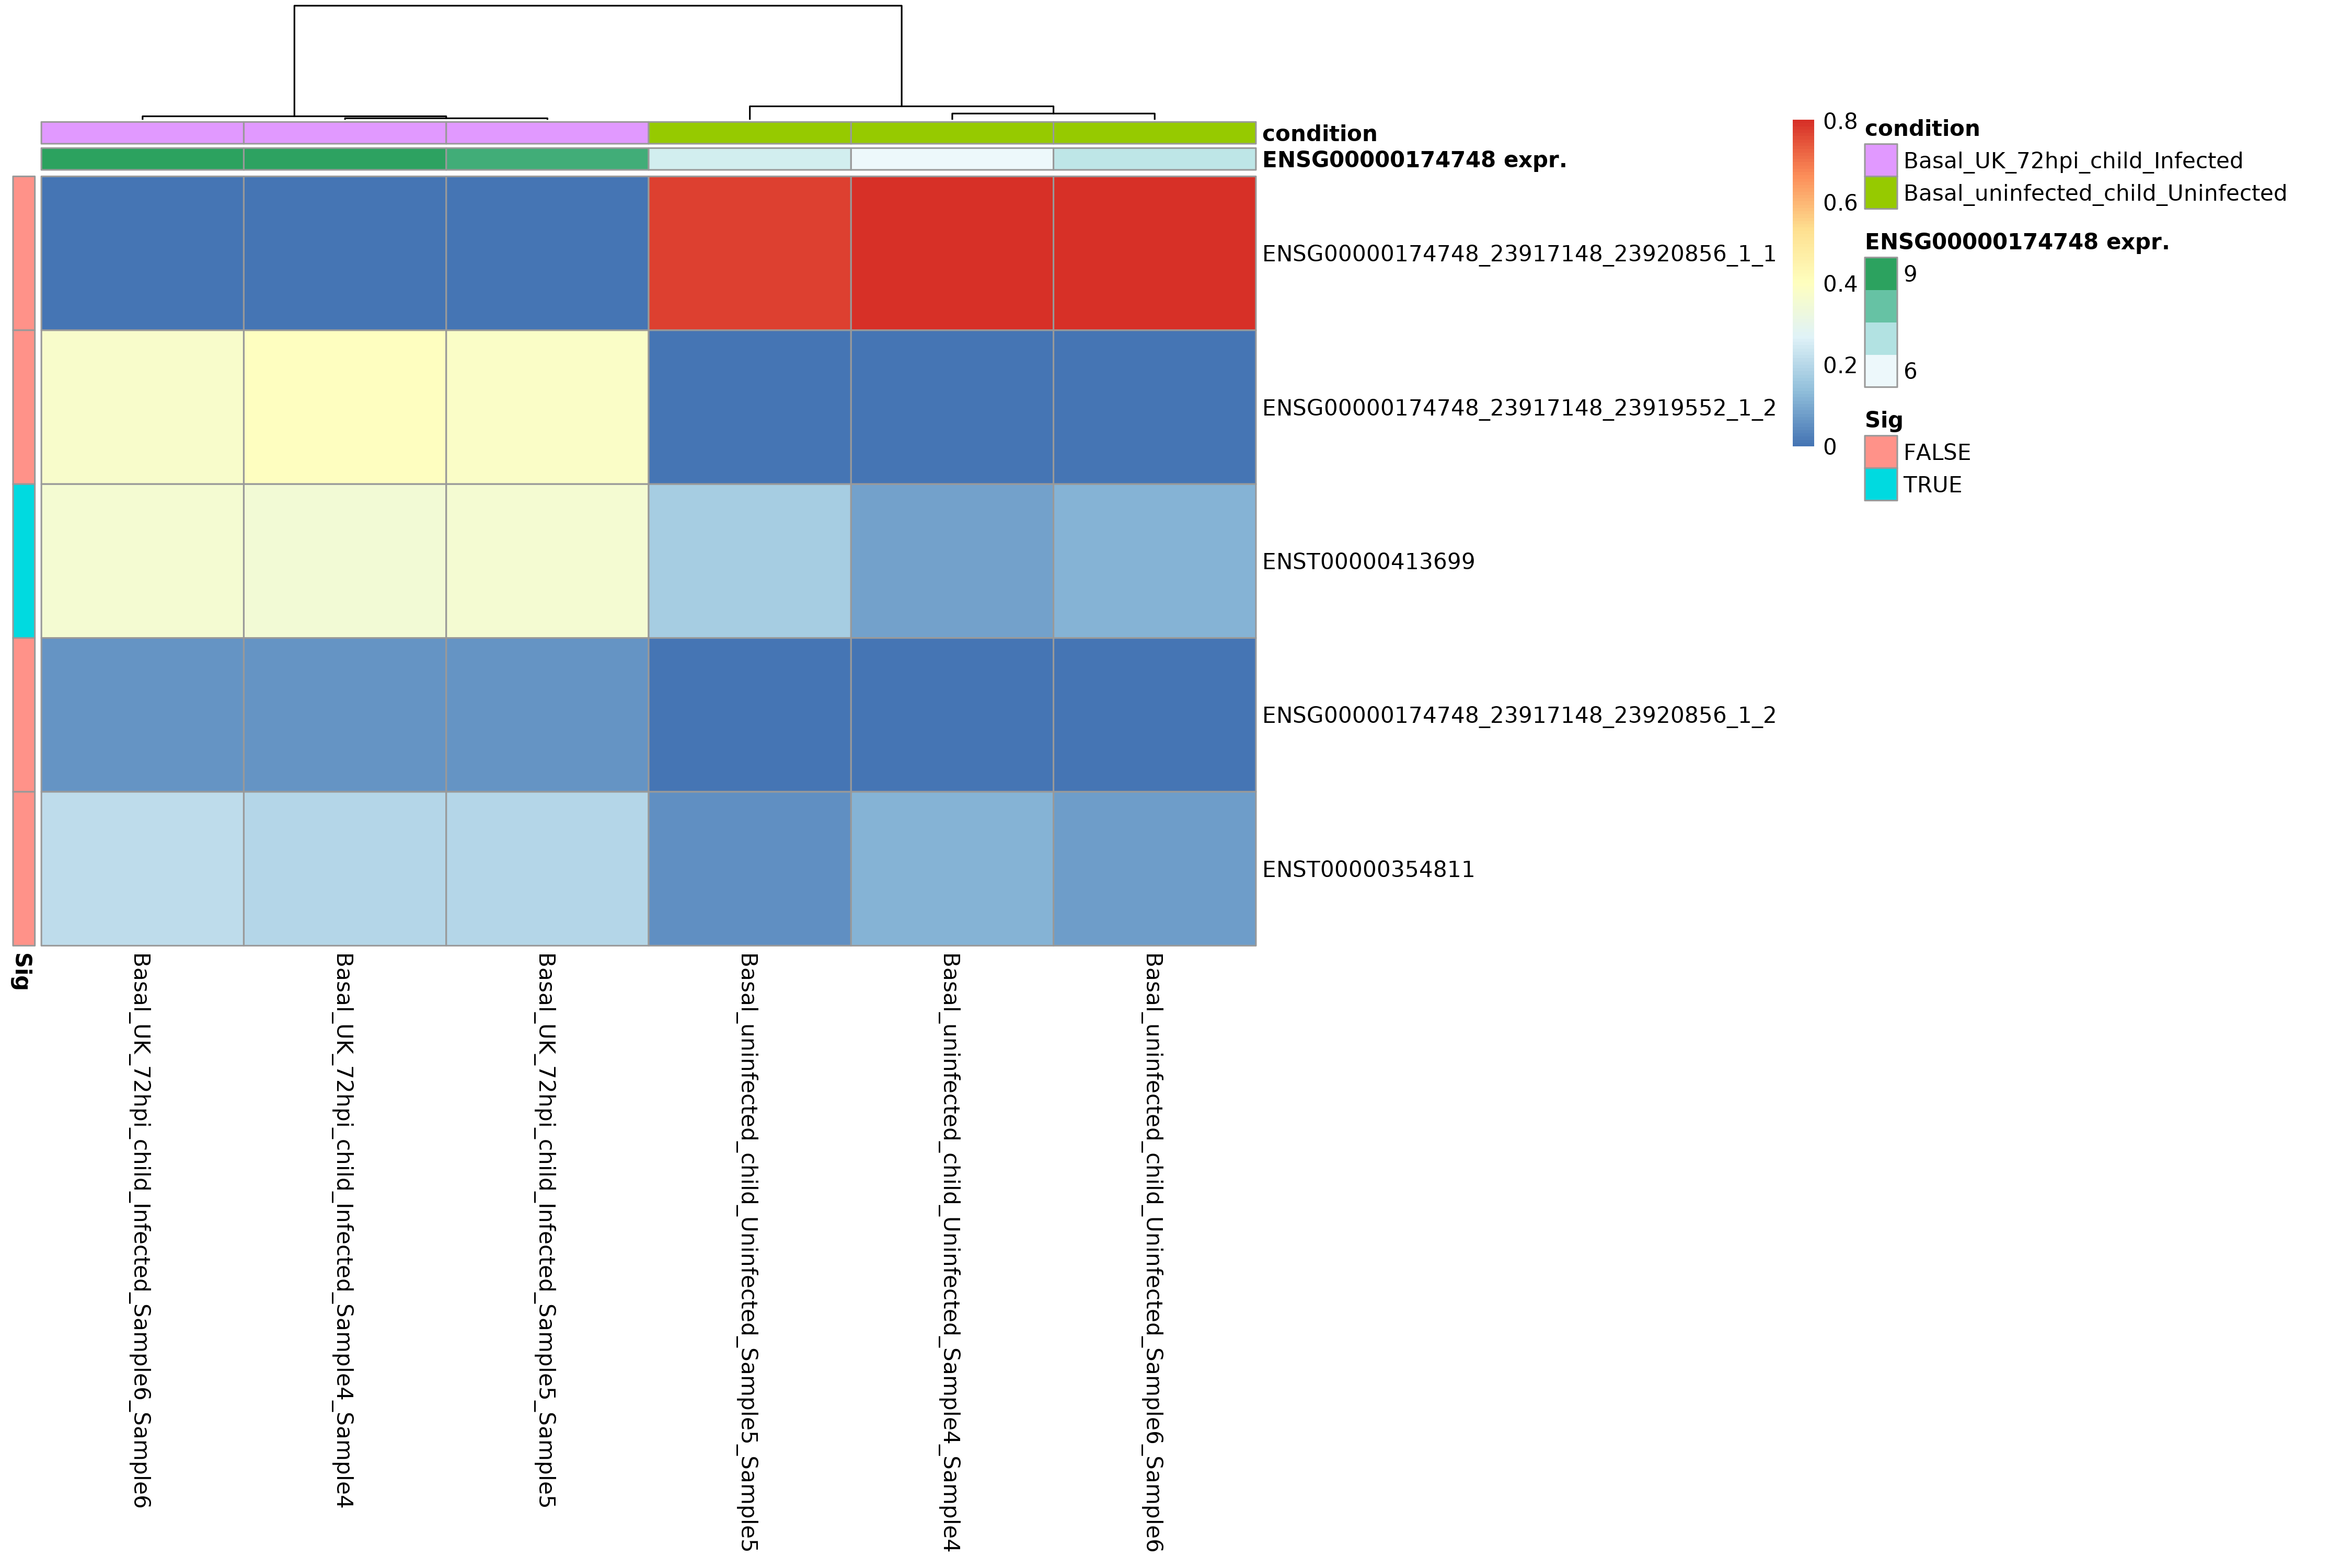 condition
ENSG00000174748 expr.
ENSG00000174748_23917148_23920856_1_1
ENSG00000174748_23917148_23919552_1_2
ENST00000413699
ENSG00000174748_23917148_23920856_1_2
ENST00000354811
Sig
Basal_UK_72hpi_child_Infected_Sample6_Sample6
Basal_UK_72hpi_child_Infected_Sample4_Sample4
Basal_UK_72hpi_child_Infected_Sample5_Sample5
Basal_uninfected_child_Uninfected_Sample5_Sample5
Basal_uninfected_child_Uninfected_Sample4_Sample4
Basal_uninfected_child_Uninfected_Sample6_Sample6
0.8
0.6
0.4
0.2
0
condition
Basal_UK_72hpi_child_Infected
Basal_uninfected_child_Uninfected
ENSG00000174748 expr.
9
6
Sig
FALSE
TRUE